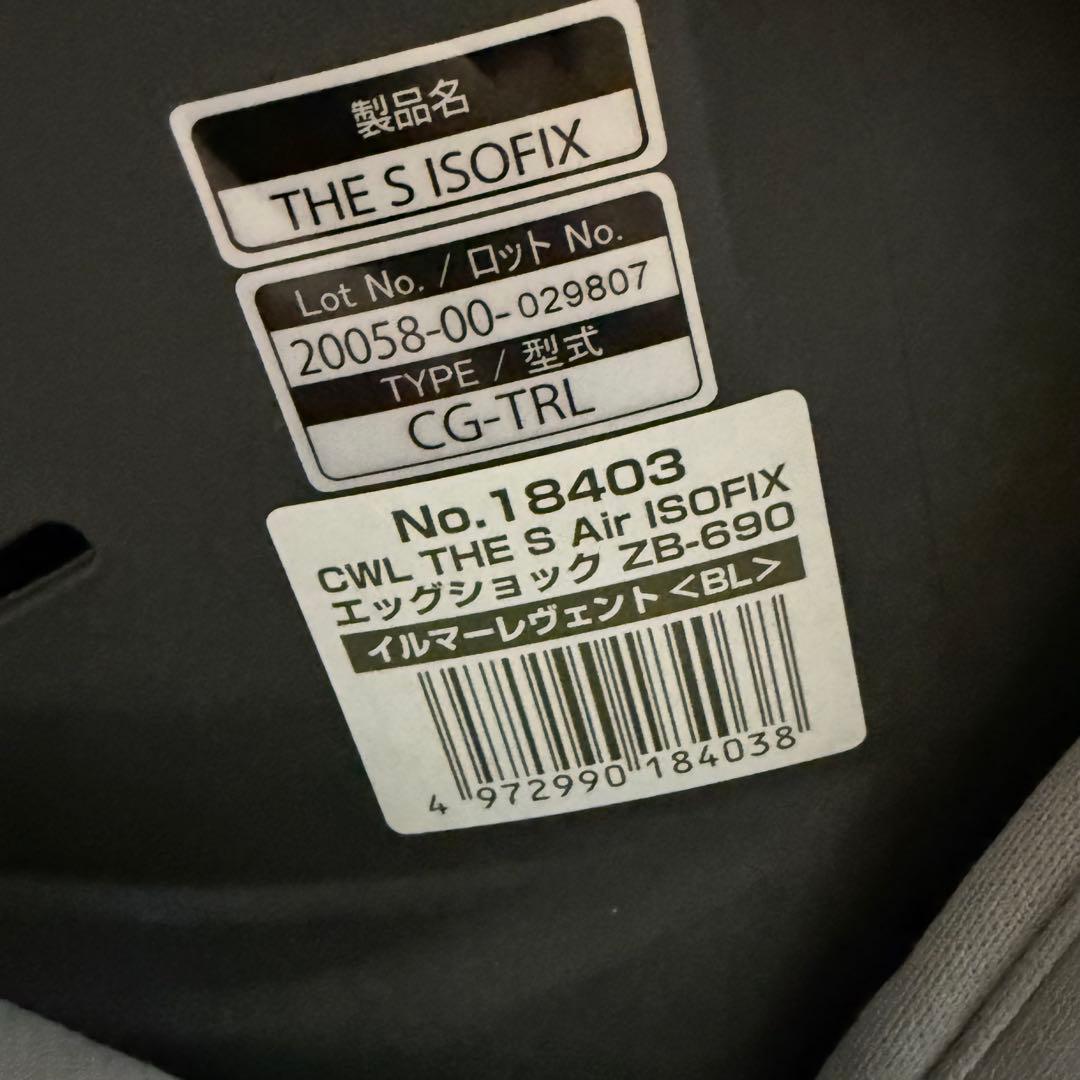 製品名
THE S ISOFIX
Lot No. / ロット No.
20058-00-029807
TYPE / 型式
CG-TRL
No.18403
CWL THE S Air ISOFIX
エッグショック ZB-690
イルマーレヴェント<BL>
4 972990 184038